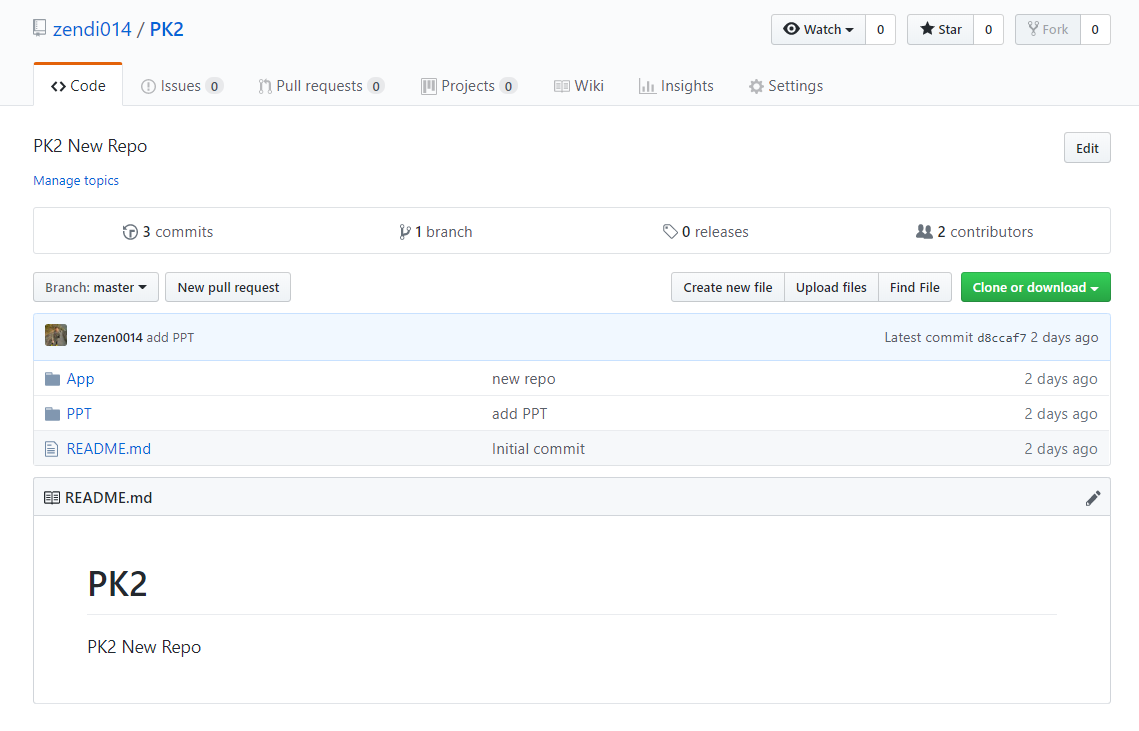 zendi014 / PK2
Watch 0 Star 0 Fork 0
Code Issues 0 Pull requests 0 Projects 0 Wiki Insights Settings
PK2 New Repo
Edit
Manage topics
3 commits 1 branch 0 releases 2 contributors
Branch: master New pull request Create new file Upload files Find File Clone or download
zenzen0014 add PPT Latest commit d8ccaf7 2 days ago
App new repo 2 days ago
PPT add PPT 2 days ago
README.md Initial commit 2 days ago
README.md
PK2
PK2 New Repo